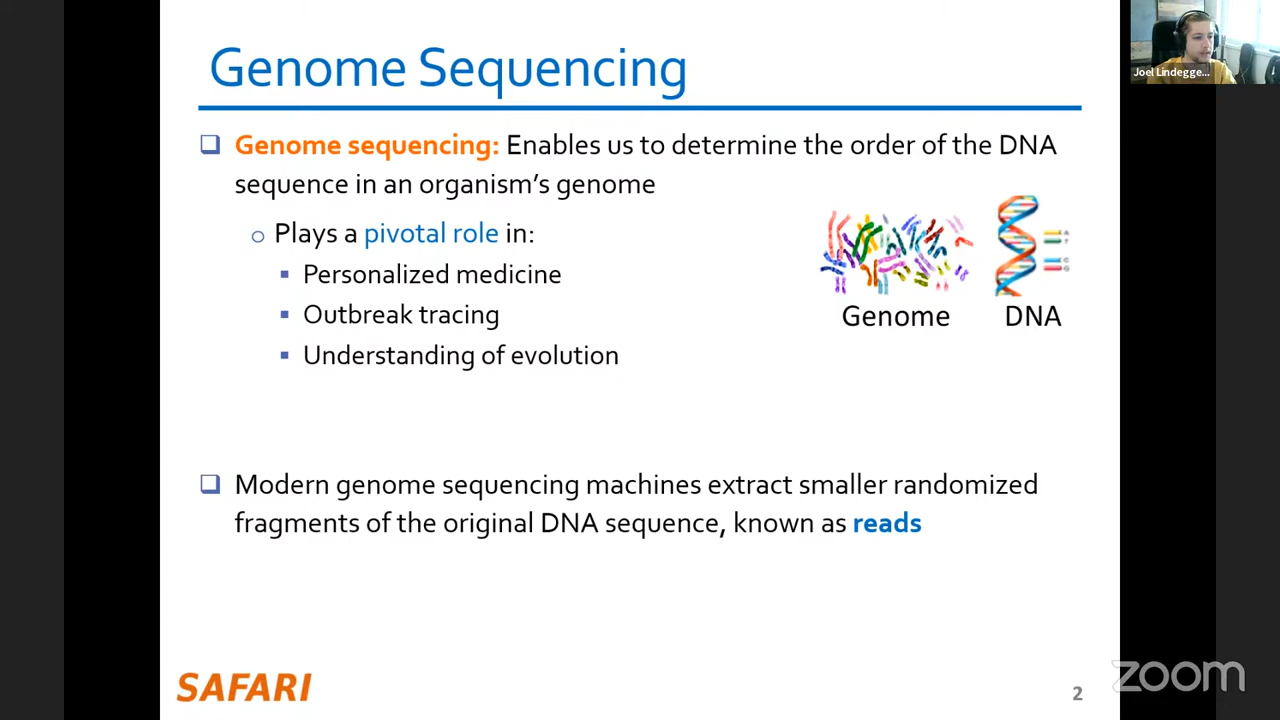 Genome Sequencing
Joel Lindegge...
Genome sequencing: Enables us to determine the order of the DNA
sequence in an organism's genome
Plays a pivotal role in:
Personalized medicine
Outbreak tracing
Understanding of evolution
Genome
DNA
Modern genome sequencing machines extract smaller randomized
fragments of the original DNA sequence, known as reads
SAFARI
2
zoom